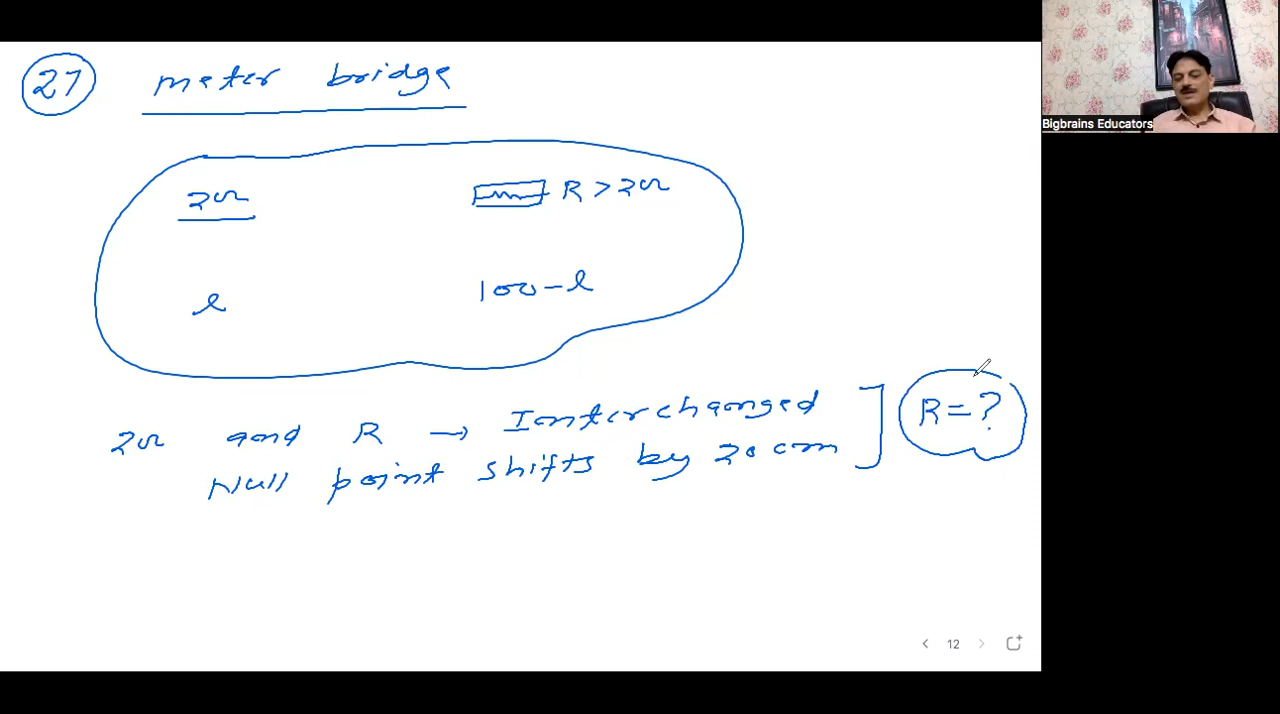 27 meter bridge
Bigbrains Educators
2Ω R > 2Ω
l 100 - l
2Ω and R → Interchanged
Null point shifts by 20 cm
R = ?
12